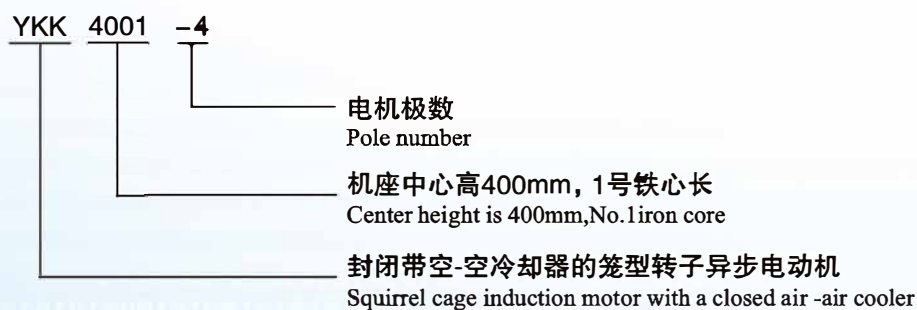 YKK 4001 -4
电机极数
Pole number
机座中心高400mm，1号铁心长
Center height is 400mm,No.1iron core
封闭带空-空冷却器的笼型转子异步电动机
Squirrel cage induction motor with a closed air -air cooler